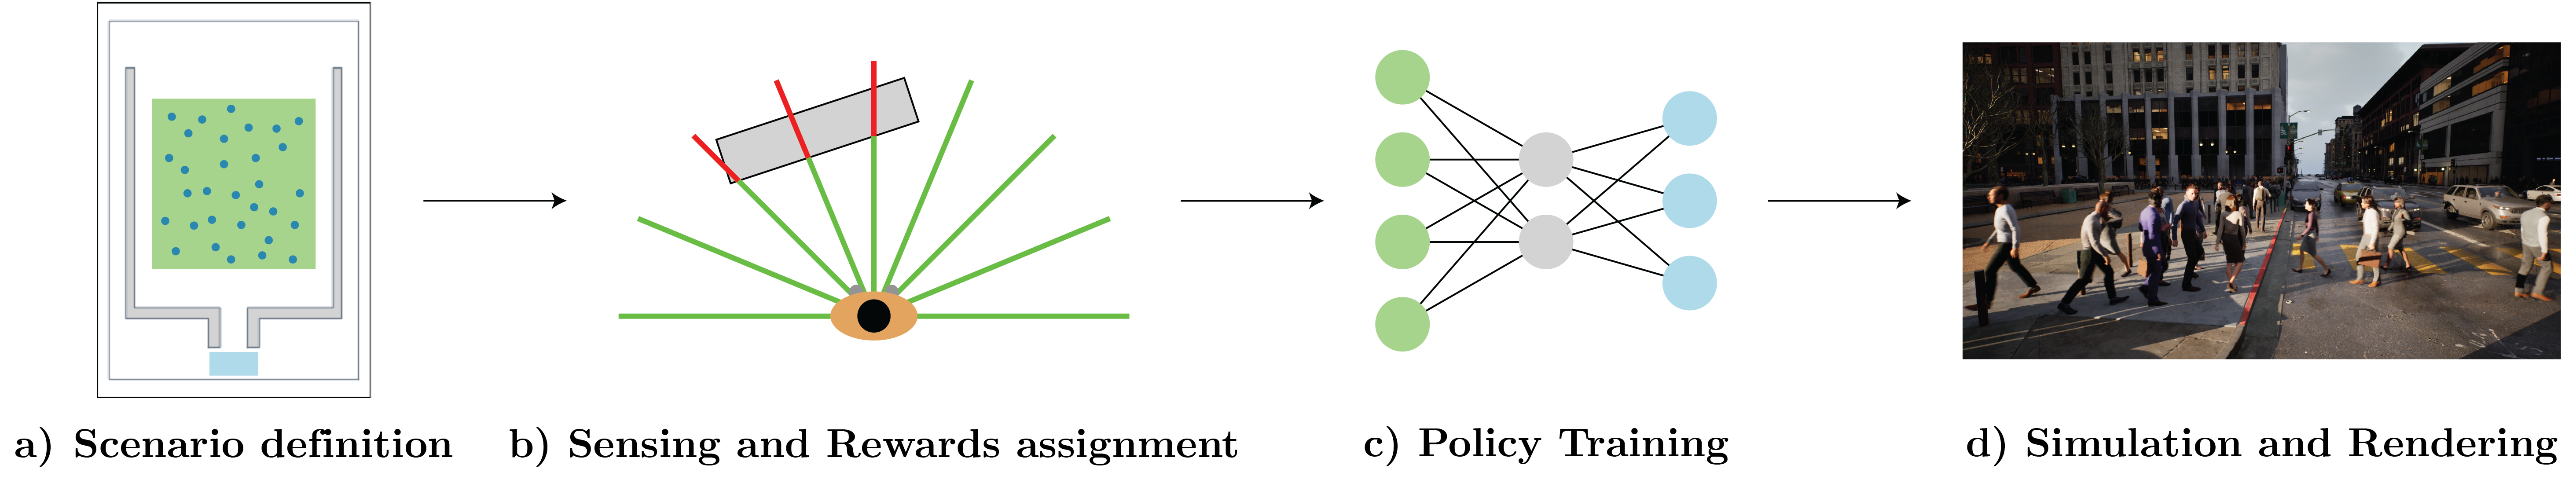 a) Scenario definition
b) Sensing and Rewards assignment
c) Policy Training
d) Simulation and Rendering